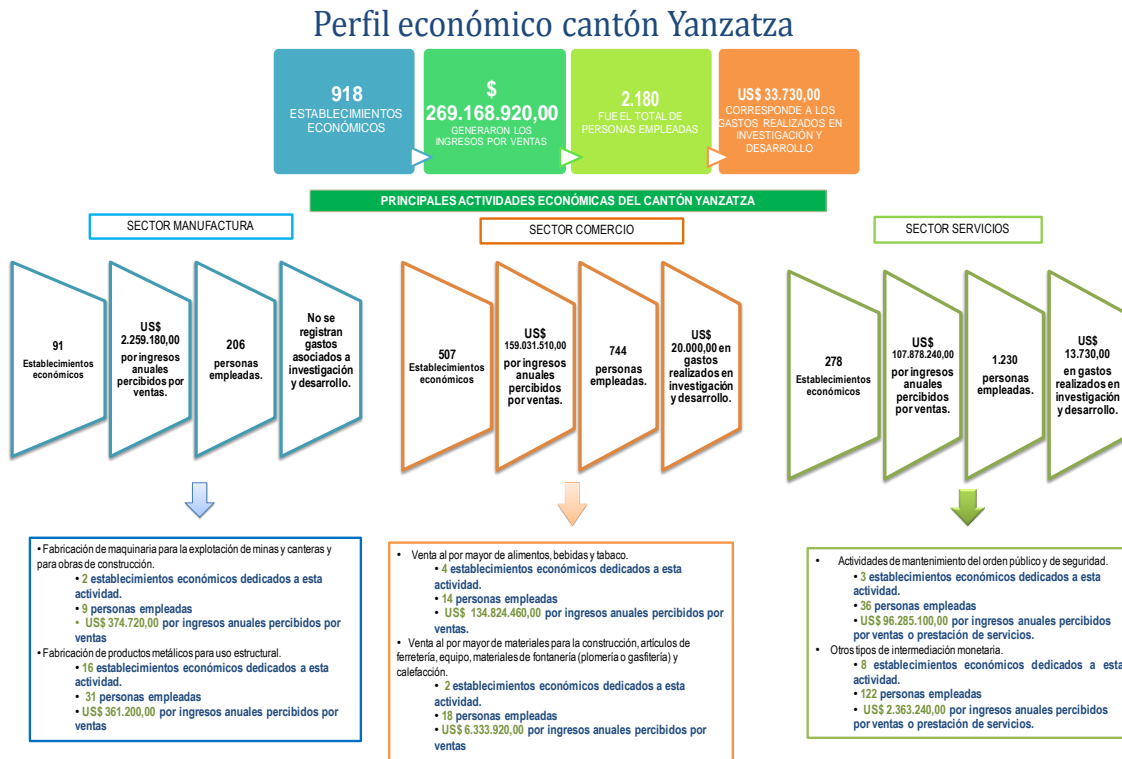 Perfil económico cantón Yanzatza
918
ESTABLECIMIENTOS
ECONÓMICOS
$
269.168.920,00
GENERARON LOS
INGRESOS POR VENTAS
2.180
FUE EL TOTAL DE
PERSONAS EMPLEADAS
US$ 33.730,00
CORRESPONDE A LOS
GASTOS REALIZADOS EN
INVESTIGACIÓN Y
DESARROLLO
PRINCIPALES ACTIVIDADES ECONÓMICAS DEL CANTÓN YANZATZA
SECTOR MANUFACTURA
91
Establecimientos
económicos
US$
2.259.180,00
por ingresos
anuales
percibidos por
ventas.
206
personas
empleadas.
No se
registran
gastos
asociados a
investigación
y desarrollo.
• Fabricación de maquinaria para la explotación de minas y canteras y
para obras de construcción.
• 2 establecimientos económicos dedicados a esta
actividad.
• 9 personas empleadas
• US$ 374.720,00 por ingresos anuales percibidos por
ventas
• Fabricación de productos metálicos para uso estructural.
• 16 establecimientos económicos dedicados a esta
actividad.
• 31 personas empleadas
• US$ 361.200,00 por ingresos anuales percibidos por
ventas
SECTOR COMERCIO
507
Establecimientos
económicos
US$
159.031.510,00
por ingresos
anuales
percibidos
por ventas.
744
personas
empleadas.
US$
20.000,00 en
gastos
realizados en
investigación
y desarrollo.
• Venta al por mayor de alimentos, bebidas y tabaco.
• 4 establecimientos económicos dedicados a esta
actividad.
• 14 personas empleadas
• US$ 134.824.460,00 por ingresos anuales percibidos por
ventas.
• Venta al por mayor de materiales para la construcción, artículos de
ferretería, equipo, materiales de fontanería (plomería o gasfitería) y
calefacción.
• 2 establecimientos económicos dedicados a esta
actividad.
• 18 personas empleadas
• US$ 6.333.920,00 por ingresos anuales percibidos por
ventas
SECTOR SERVICIOS
278
Establecimientos
económicos
US$
107.878.240,00
por ingresos
anuales
percibidos
por ventas.
1.230
personas
empleadas.
US$
13.730,00
en gastos
realizados en
investigación
y desarrollo.
• Actividades de mantenimiento del orden público y de seguridad.
• 3 establecimientos económicos dedicados a esta
actividad.
• 36 personas empleadas
• US$ 96.285.100,00 por ingresos anuales percibidos
por ventas o prestación de servicios.
• Otros tipos de intermediación monetaria.
• 8 establecimientos económicos dedicados a esta
actividad.
• 122 personas empleadas
• US$ 2.363.240,00 por ingresos anuales percibidos
por ventas o prestación de servicios.